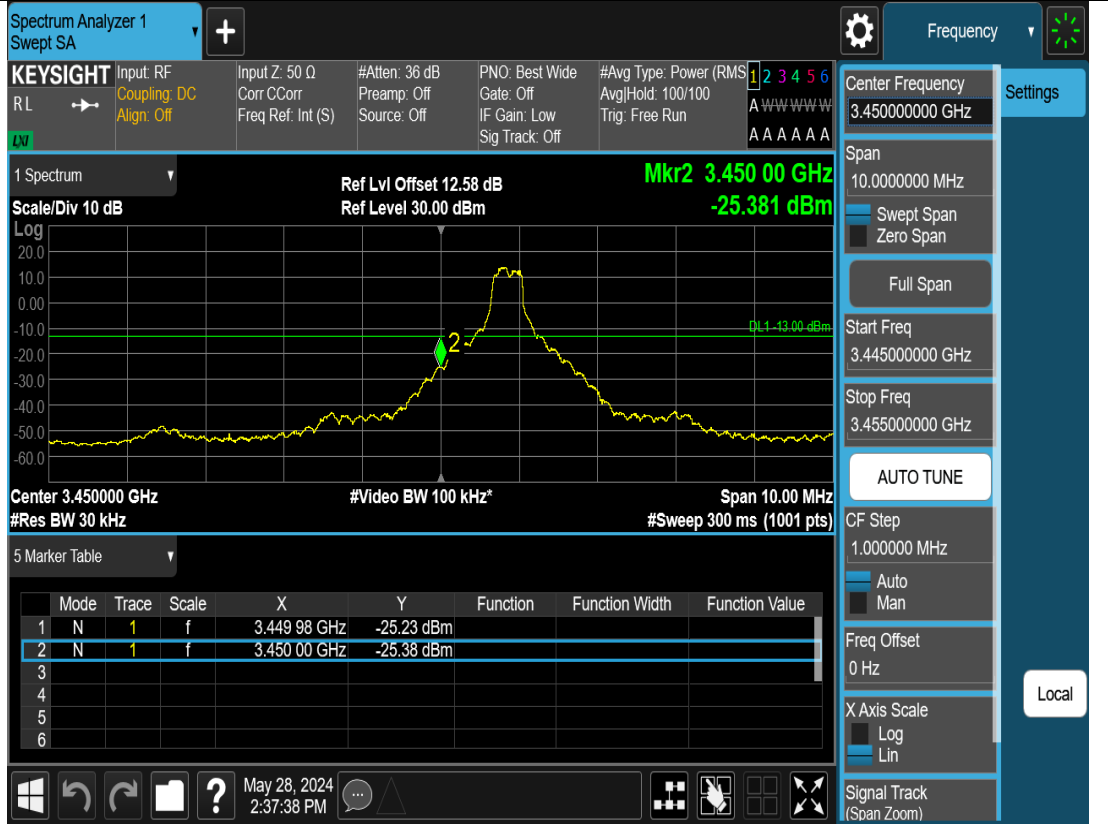 Spectrum Analyzer 1
Swept SA
+
Frequency
KEYSIGHT
RL
LXI
Input: RF
Coupling: DC
Align: Off
Input Z: 50 Ω
Corr CCorr
Freq Ref: Int (S)
#Atten: 36 dB
Preamp: Off
Source: Off
PNO: Best Wide
Gate: Off
IF Gain: Low
Sig Track: Off
#Avg Type: Power (RMS
Avg|Hold: 100/100
Trig: Free Run
1 2 3 4 5 6
A W W W W W
A A A A A A
1 Spectrum
Scale/Div 10 dB
Ref Lvl Offset 12.58 dB
Ref Level 30.00 dBm
Mkr2 3.450 00 GHz
-25.381 dBm
Log
20.0
10.0
0.00
-10.0
-20.0
-30.0
-40.0
-50.0
-60.0
DL1 -13.00 dBm
2
Center 3.450000 GHz
#Res BW 30 kHz
#Video BW 100 kHz*
Span 10.00 MHz
#Sweep 300 ms (1001 pts)
5 Marker Table
Mode Trace Scale X Y Function Function Width Function Value
1 N 1 f 3.449 98 GHz -25.23 dBm
2 N 1 f 3.450 00 GHz -25.38 dBm
3
4
5
6
May 28, 2024
2:37:38 PM
?
Center Frequency
3.450000000 GHz
Span
10.0000000 MHz
Swept Span
Zero Span
Full Span
Start Freq
3.445000000 GHz
Stop Freq
3.455000000 GHz
AUTO TUNE
CF Step
1.000000 MHz
Auto
Man
Freq Offset
0 Hz
X Axis Scale
Log
Lin
Signal Track
(Span Zoom)
Settings
Local